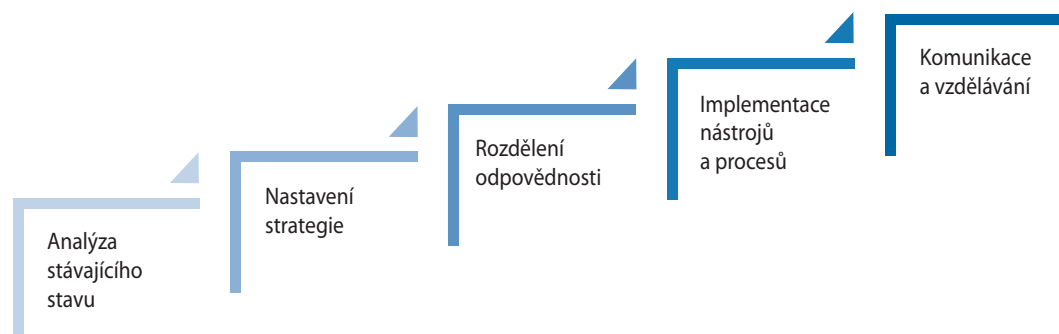 Analýza
stávajícího
stavu
Nastavení
strategie
Rozdělení
odpovědnosti
Implementace
nástrojů
a procesů
Komunikace
a vzdělávání